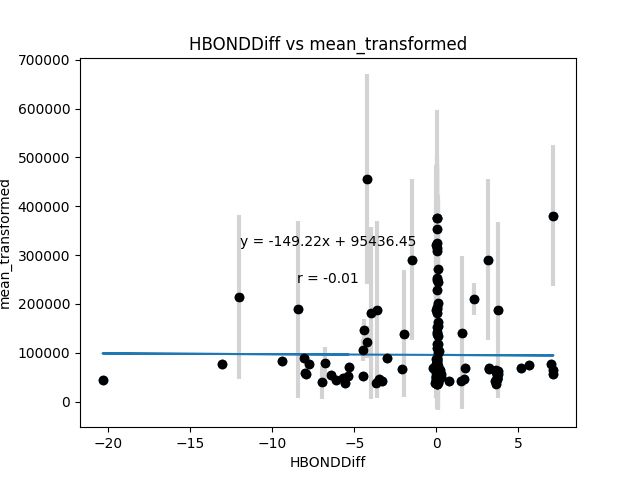 HBONDDiff vs mean_transformed
700000
600000
500000
400000
300000
200000
100000
0
mean_transformed
y = -149.22x + 95436.45
r = -0.01
−20 −15 −10 −5 0 5
HBONDDiff